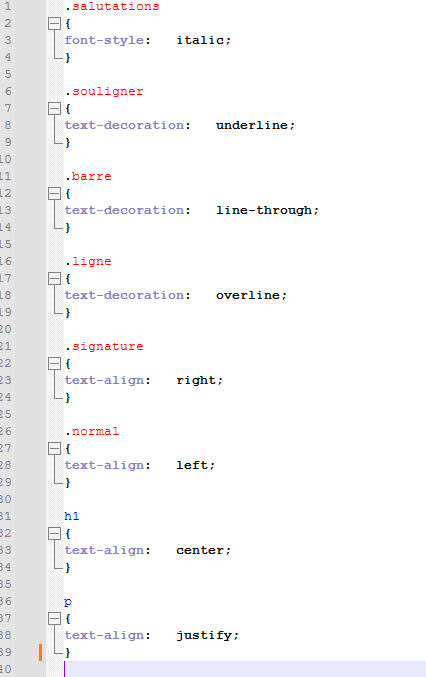 1 .salutations
2 {
3 font-style:   italic;
4 }
5
6 .souligner
7 {
8 text-decoration:   underline;
9 }
10
11 .barre
12 {
13 text-decoration:   line-through;
14 }
15
16 .ligne
17 {
18 text-decoration:   overline;
19 }
20
21 .signature
22 {
23 text-align:   right;
24 }
25
26 .normal
27 {
28 text-align:   left;
29 }
30
31 h1
32 {
33 text-align:   center;
34 }
35
36 p
37 {
38 text-align:   justify;
39 }
40